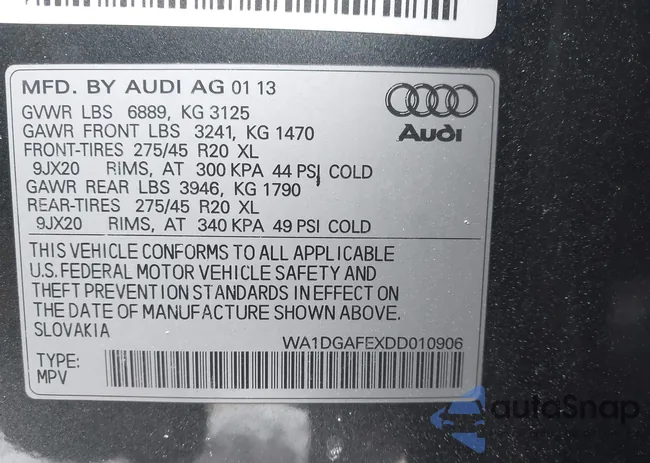 MFD. BY AUDI AG 01 13
GVWR LBS 6889, KG 3125
GAWR FRONT LBS 3241, KG 1470
FRONT-TIRES 275/45 R20 XL
9JX20 RIMS, AT 300 KPA 44 PSI COLD
GAWR REAR LBS 3946, KG 1790
REAR-TIRES 275/45 R20 XL
9JX20 RIMS, AT 340 KPA 49 PSI COLD
Audi
THIS VEHICLE CONFORMS TO ALL APPLICABLE
U.S. FEDERAL MOTOR VEHICLE SAFETY AND
THEFT PREVENTION STANDARDS IN EFFECT ON
THE DATE OF MANUFACTURE SHOWN ABOVE.
SLOVAKIA
WA1DGAFEXDD010906
TYPE:
MPV
autoSnap